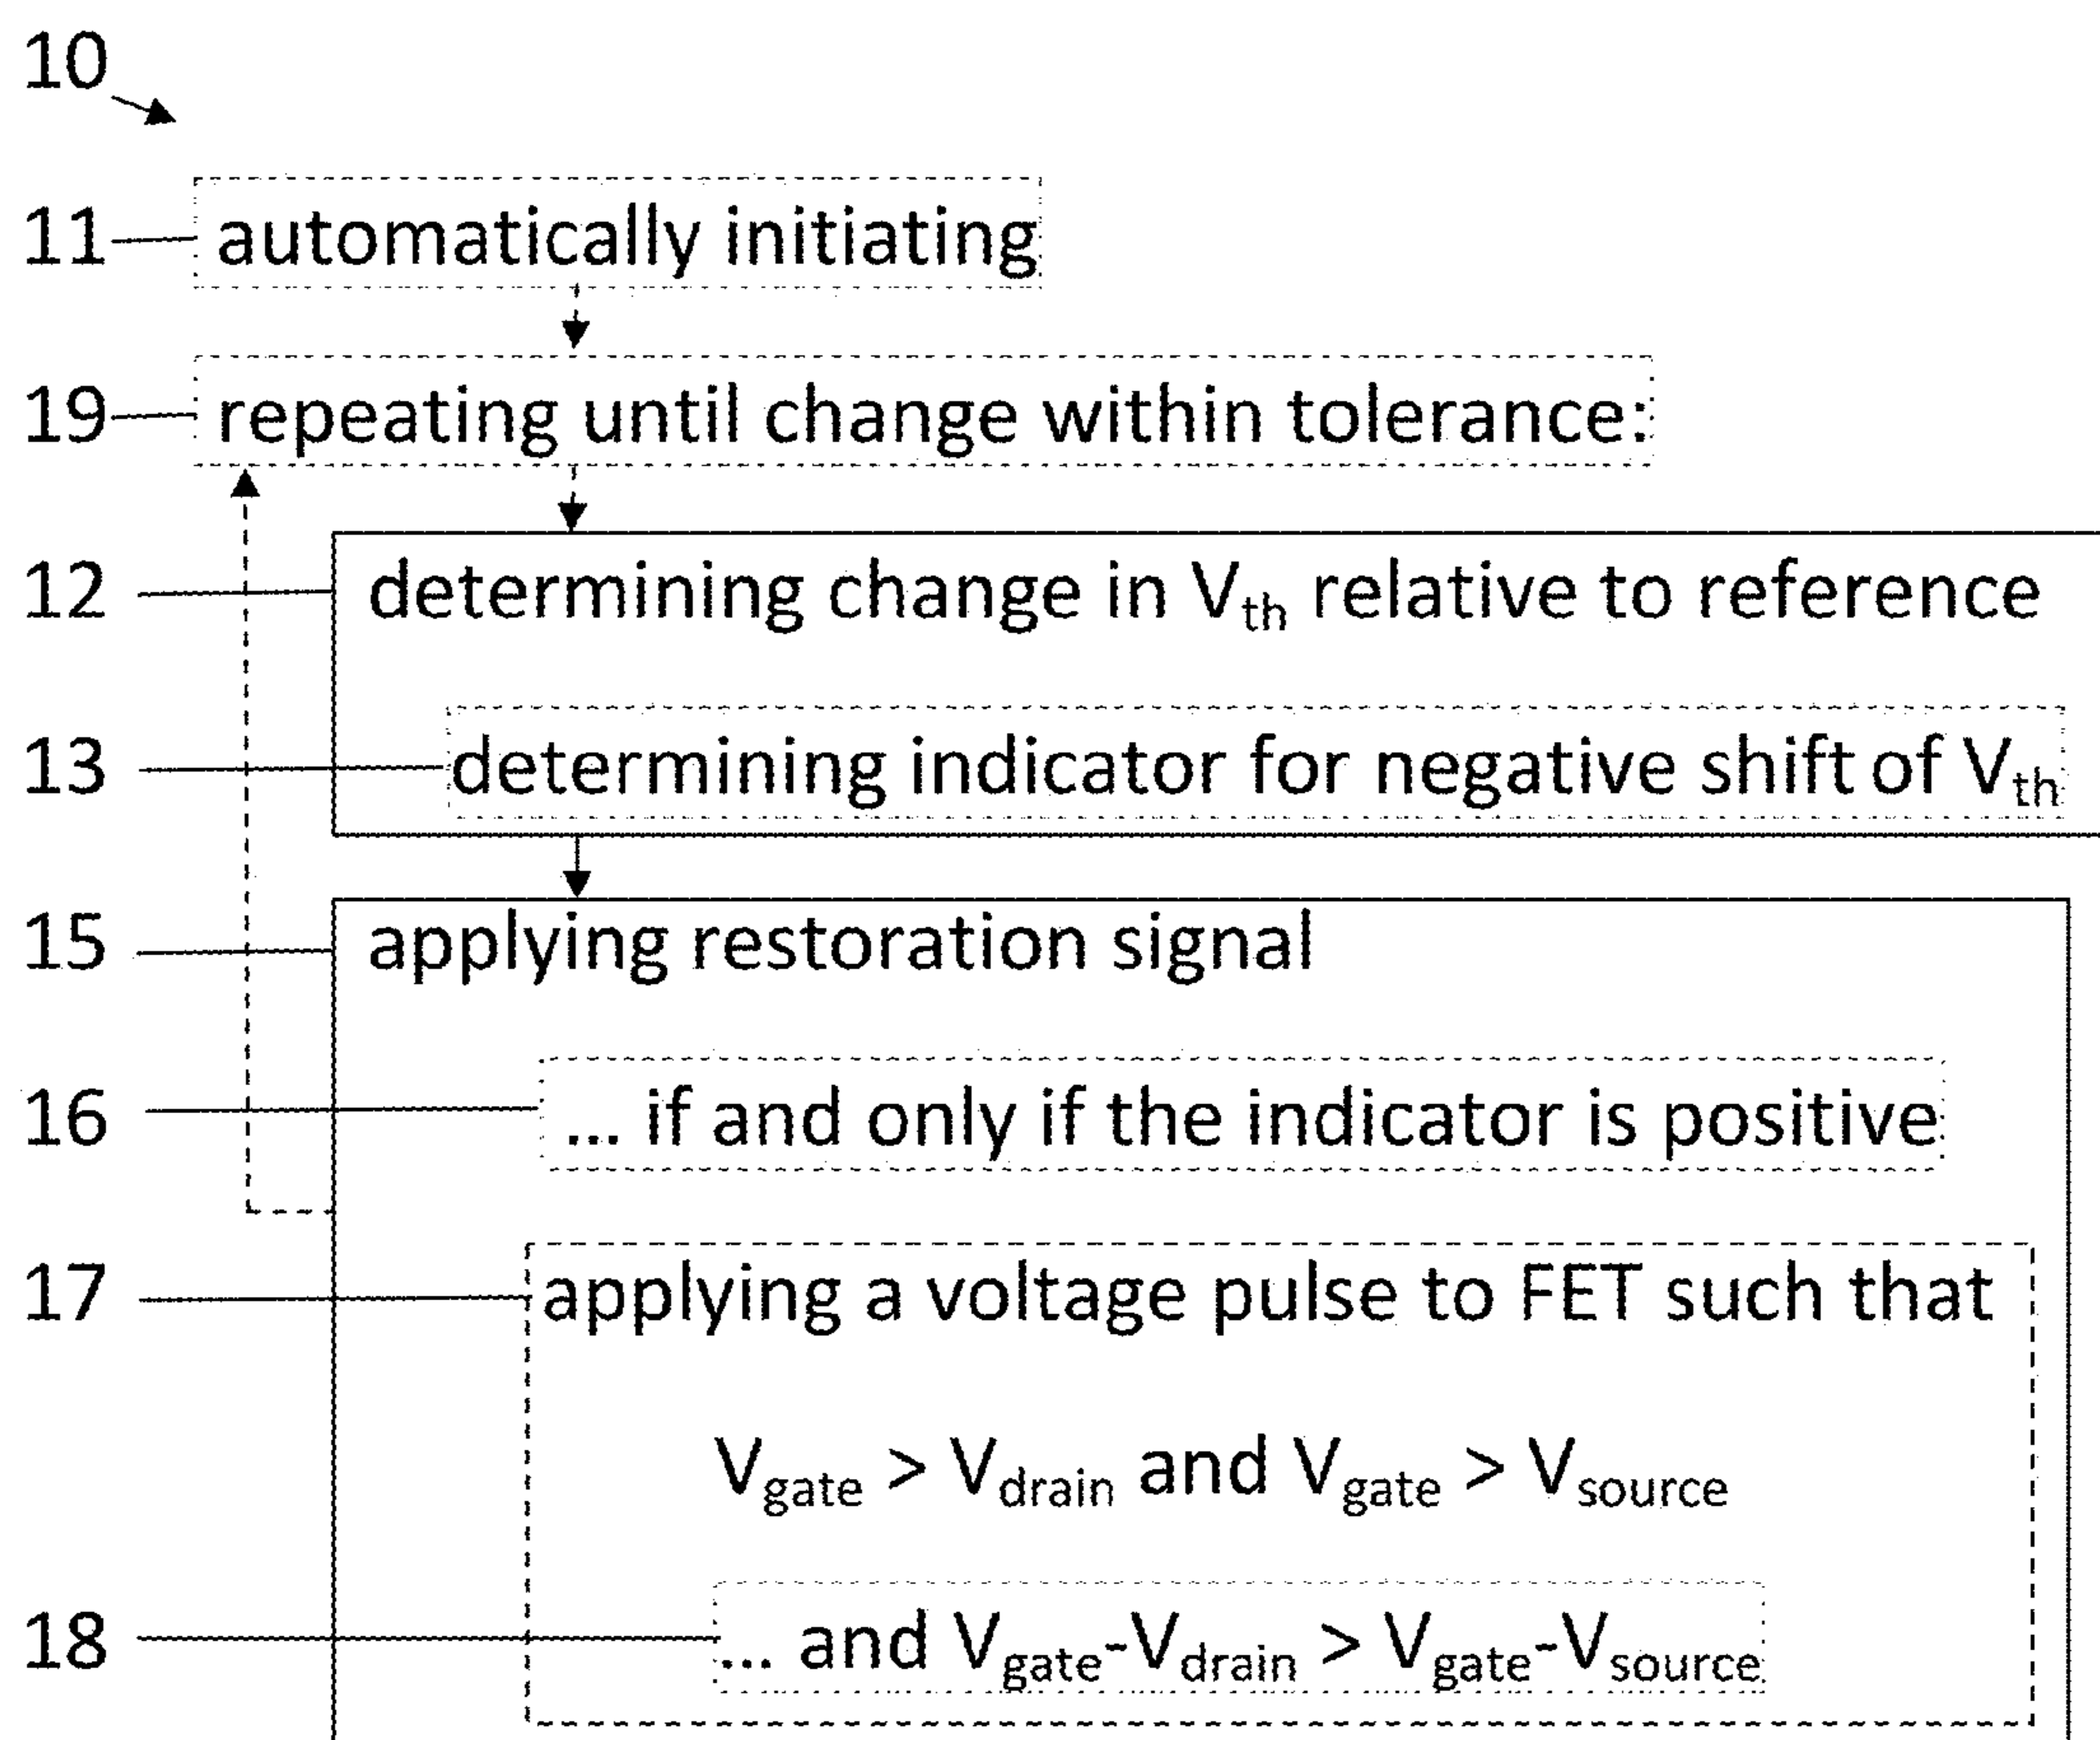 10
11 automatically initiating
19 repeating until change within tolerance:
12 determining change in Vth relative to reference
13 determining indicator for negative shift of Vth
15 applying restoration signal
16 ... if and only if the indicator is positive
17 applying a voltage pulse to FET such that
Vgate > Vdrain and Vgate > Vsource
18 ... and Vgate-Vdrain > Vgate-Vsource